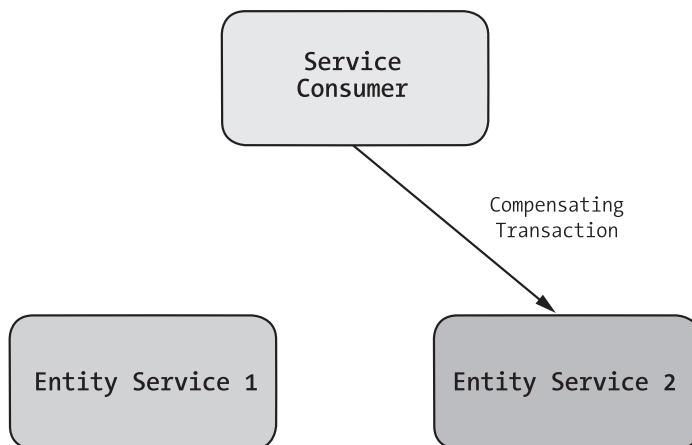 Service
Consumer
Compensating
Transaction
Entity Service 1
Entity Service 2